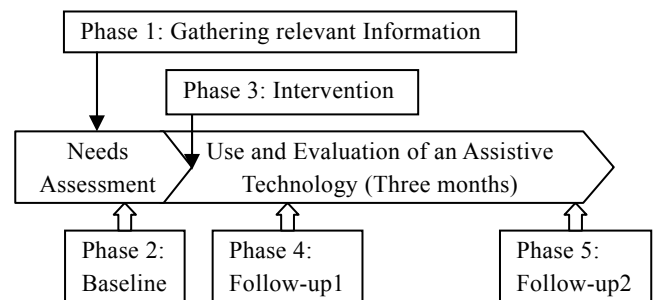 Phase 1: Gathering relevant Information
Phase 3: Intervention
Needs
Assessment
Use and Evaluation of an Assistive
Technology (Three months)
Phase 2:
Baseline
Phase 4:
Follow-up1
Phase 5:
Follow-up2